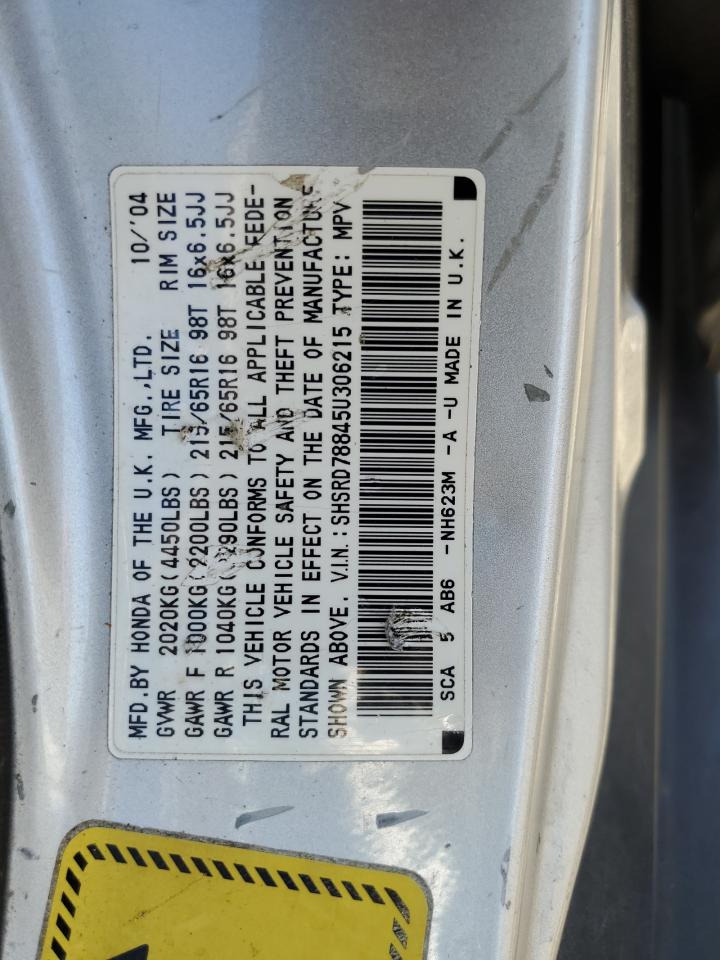 MFD.BY HONDA OF THE U.K. MFG.,LTD. 10/'04
GVWR 2020KG(4450LBS) TIRE SIZE RIM SIZE
GAWR F 1000KG(2200LBS) 215/65R16 98T 16x6.5JJ
GAWR R 1040KG(2290LBS) 215/65R16 98T 16x6.5JJ
THIS VEHICLE CONFORMS TO ALL APPLICABLE FEDE-
RAL MOTOR VEHICLE SAFETY AND THEFT PREVENTION
STANDARDS IN EFFECT ON THE DATE OF MANUFACTURE
SHOWN ABOVE. V.I.N.:SHSRD78845U306215 TYPE: MPV
SCA 5 AB6 -NH623M -A -U MADE IN U.K.